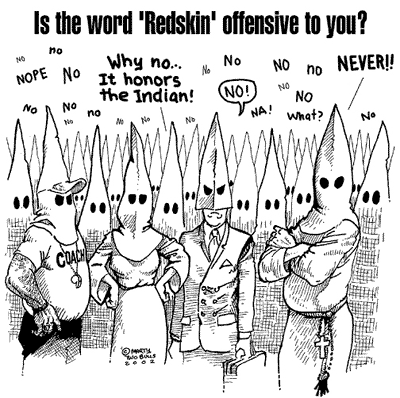 Is the word 'Redskin' offensive to you?
NO
no
NOPE
No
Why no...
It honors
the Indian!
No
No
NO
no
NEVER!!
NO!
NA!
NO
No
What?
No
No
no
No
No
no
No
COACH
©MARTY
TWO BULLS
2002